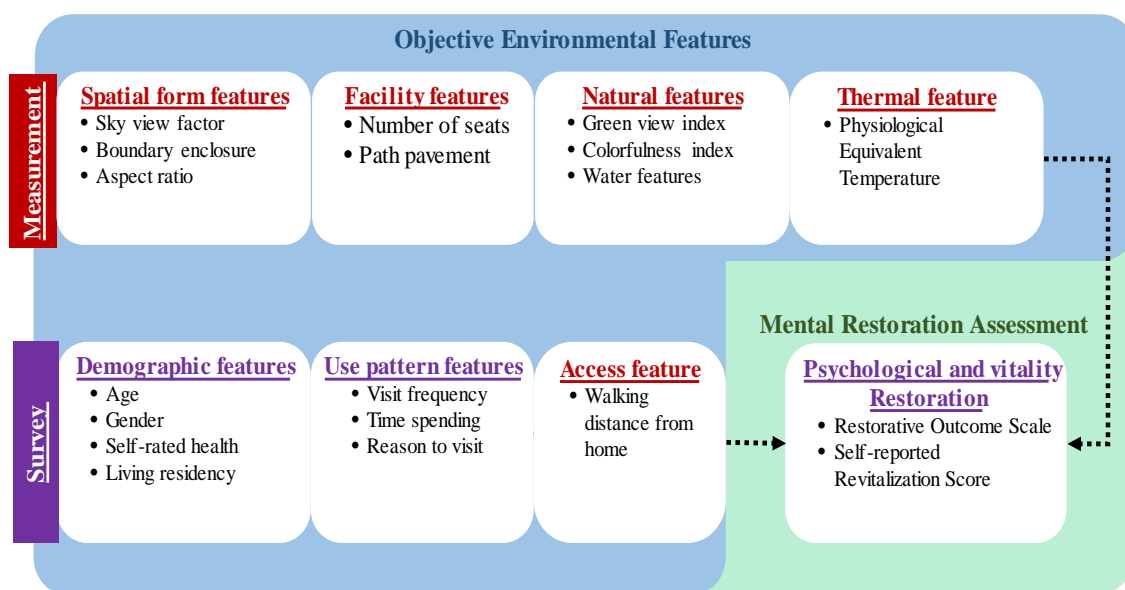 Objective Environmental Features
Measurement
Spatial form features
• Sky view factor
• Boundary enclosure
• Aspect ratio
Facility features
• Number of seats
• Path pavement
Natural features
• Green view index
• Colorfulness index
• Water features
Thermal feature
• Physiological
Equivalent
Temperature
Survey
Demographic features
• Age
• Gender
• Self-rated health
• Living residency
Use pattern features
• Visit frequency
• Time spending
• Reason to visit
Access feature
• Walking
distance from
home
Mental Restoration Assessment
Psychological and vitality
Restoration
• Restorative Outcome Scale
• Self-reported
Revitalization Score